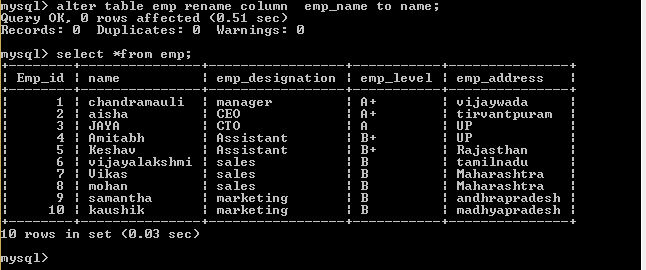 mysql> alter table emp rename column  emp_name to name;
Query OK, 0 rows affected (0.51 sec)
Records: 0  Duplicates: 0  Warnings: 0
mysql> select *from emp;
+--------+---------------+-----------------+-----------+---------------+
| Emp_id | name          | emp_designation | emp_level | emp_address   |
+--------+---------------+-----------------+-----------+---------------+
|      1 | chandramauli  | manager         | A+        | vijaywada     |
|      2 | aisha         | CEO             | A+        | tirvantpuram  |
|      3 | JAYA          | CTO             | A         | UP            |
|      4 | Amitabh       | Assistant       | B+        | UP            |
|      5 | Keshav        | Assistant       | B+        | Rajasthan     |
|      6 | vijayalakshmi | sales           | B         | tamilnadu     |
|      7 | Vikas         | sales           | B         | Maharashtra   |
|      8 | mohan         | sales           | B         | Maharashtra   |
|      9 | samantha      | marketing       | B         | andhrapradesh |
|     10 | kaushik       | marketing       | B         | madhyapradesh |
+--------+---------------+-----------------+-----------+---------------+
10 rows in set (0.03 sec)
mysql>